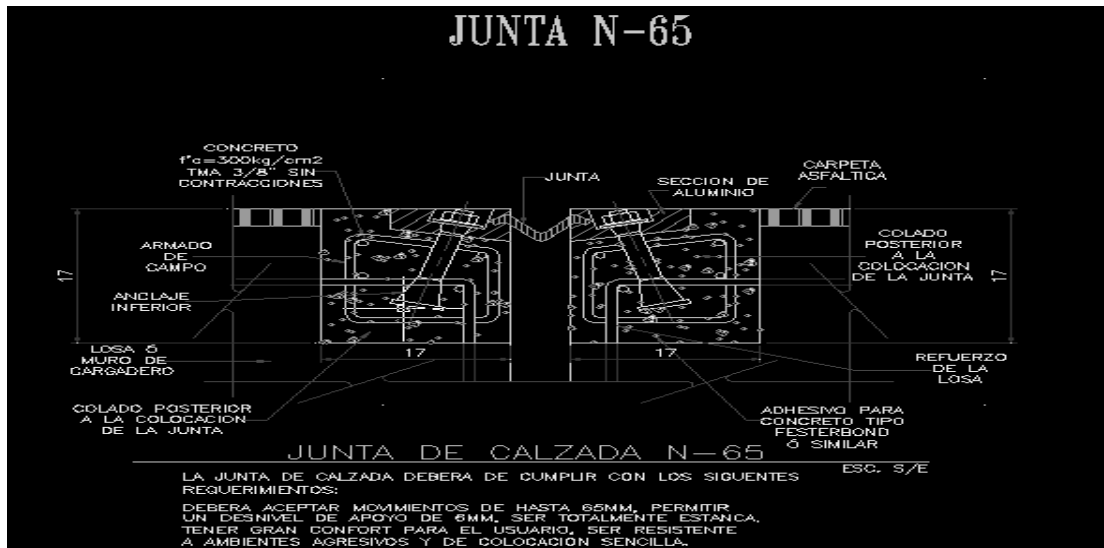 JUNTA N-65
CONCRETO
f'c=300kg/cm2
TMA 3/8" SIN
CONTRACCIONES
JUNTA
SECCION DE
ALUMINIO
CARPETA
ASFALTICA
ARMADO
DE
CAMPO
COLADO
POSTERIOR
A LA
COLOCACION
DE LA JUNTA
17
17
ANCLAJE
INFERIOR
LOSA Ó
MURO DE
CARGADERO
17
17
REFUERZO
DE LA
LOSA
COLADO POSTERIOR
A LA COLOCACION
DE LA JUNTA
ADHESIVO PARA
CONCRETO TIPO
FESTERBOND
Ó SIMILAR
JUNTA DE CALZADA N-65
ESC. S/E
LA JUNTA DE CALZADA DEBERA DE CUMPLIR CON LOS SIGUENTES
REQUERIMIENTOS:
DEBERA ACEPTAR MOVIMIENTOS DE HASTA 65MM, PERMITIR
UN DESNIVEL DE APOYO DE 6MM, SER TOTALMENTE ESTANCA,
TENER GRAN CONFORT PARA EL USUARIO, SER RESISTENTE
A AMBIENTES AGRESIVOS Y DE COLOCACION SENCILLA.